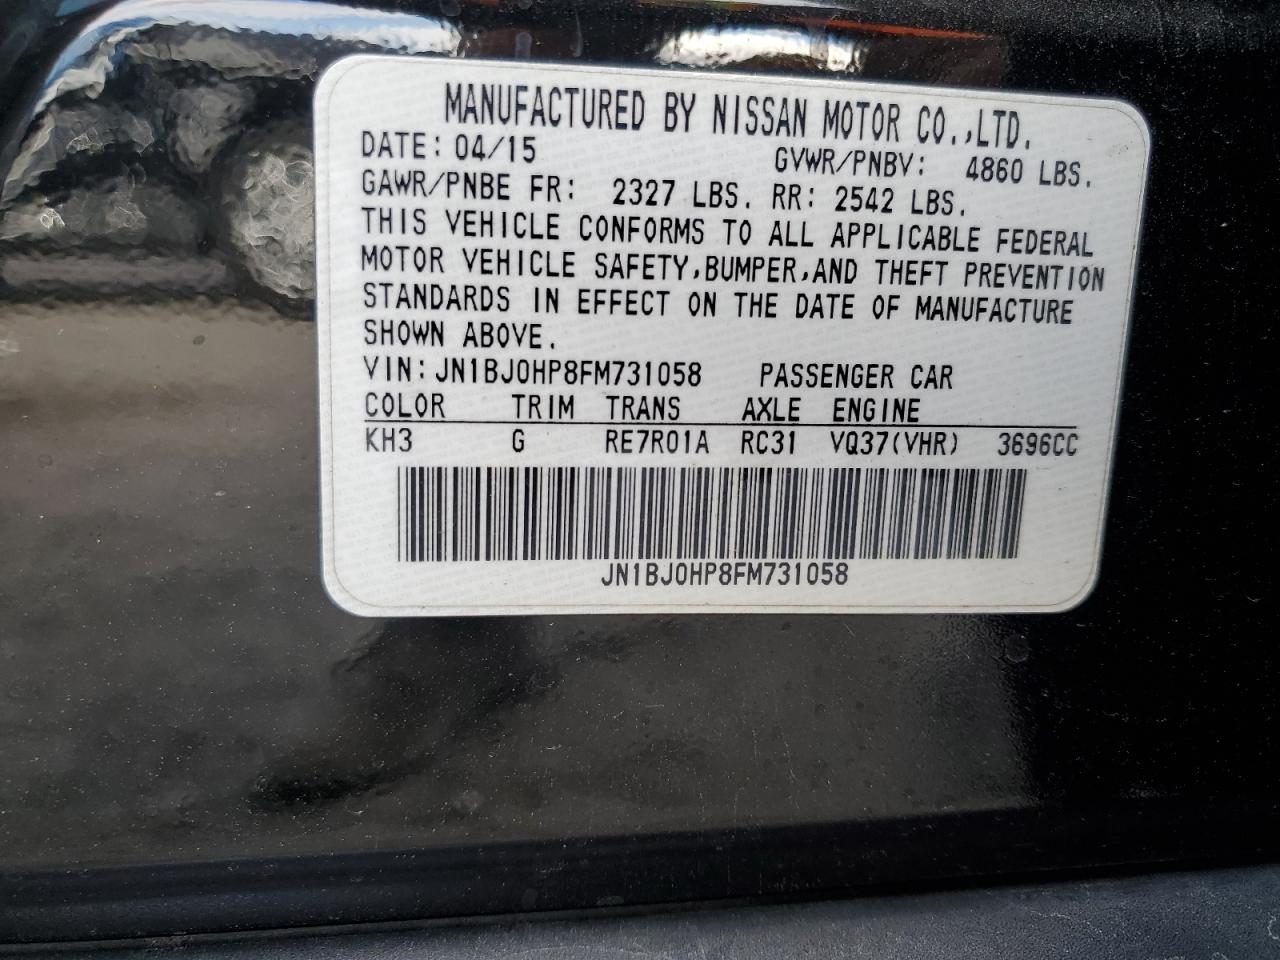 MANUFACTURED BY NISSAN MOTOR CO.,LTD.
DATE: 04/15 GVWR/PNBV: 4860 LBS.
GAWR/PNBE FR: 2327 LBS. RR: 2542 LBS.
THIS VEHICLE CONFORMS TO ALL APPLICABLE FEDERAL
MOTOR VEHICLE SAFETY,BUMPER,AND THEFT PREVENTION
STANDARDS IN EFFECT ON THE DATE OF MANUFACTURE
SHOWN ABOVE.
VIN:JN1BJ0HP8FM731058 PASSENGER CAR
COLOR TRIM TRANS AXLE ENGINE
KH3 G RE7R01A RC31 VQ37(VHR) 3696CC
JN1BJ0HP8FM731058